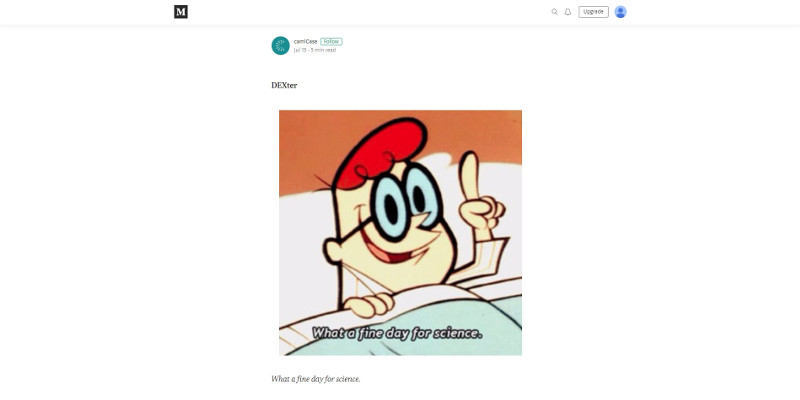 M
Upgrade
camlCase Follow
Jul 15 · 5 min read
DEXter
What a fine day for science.
What a fine day for science.